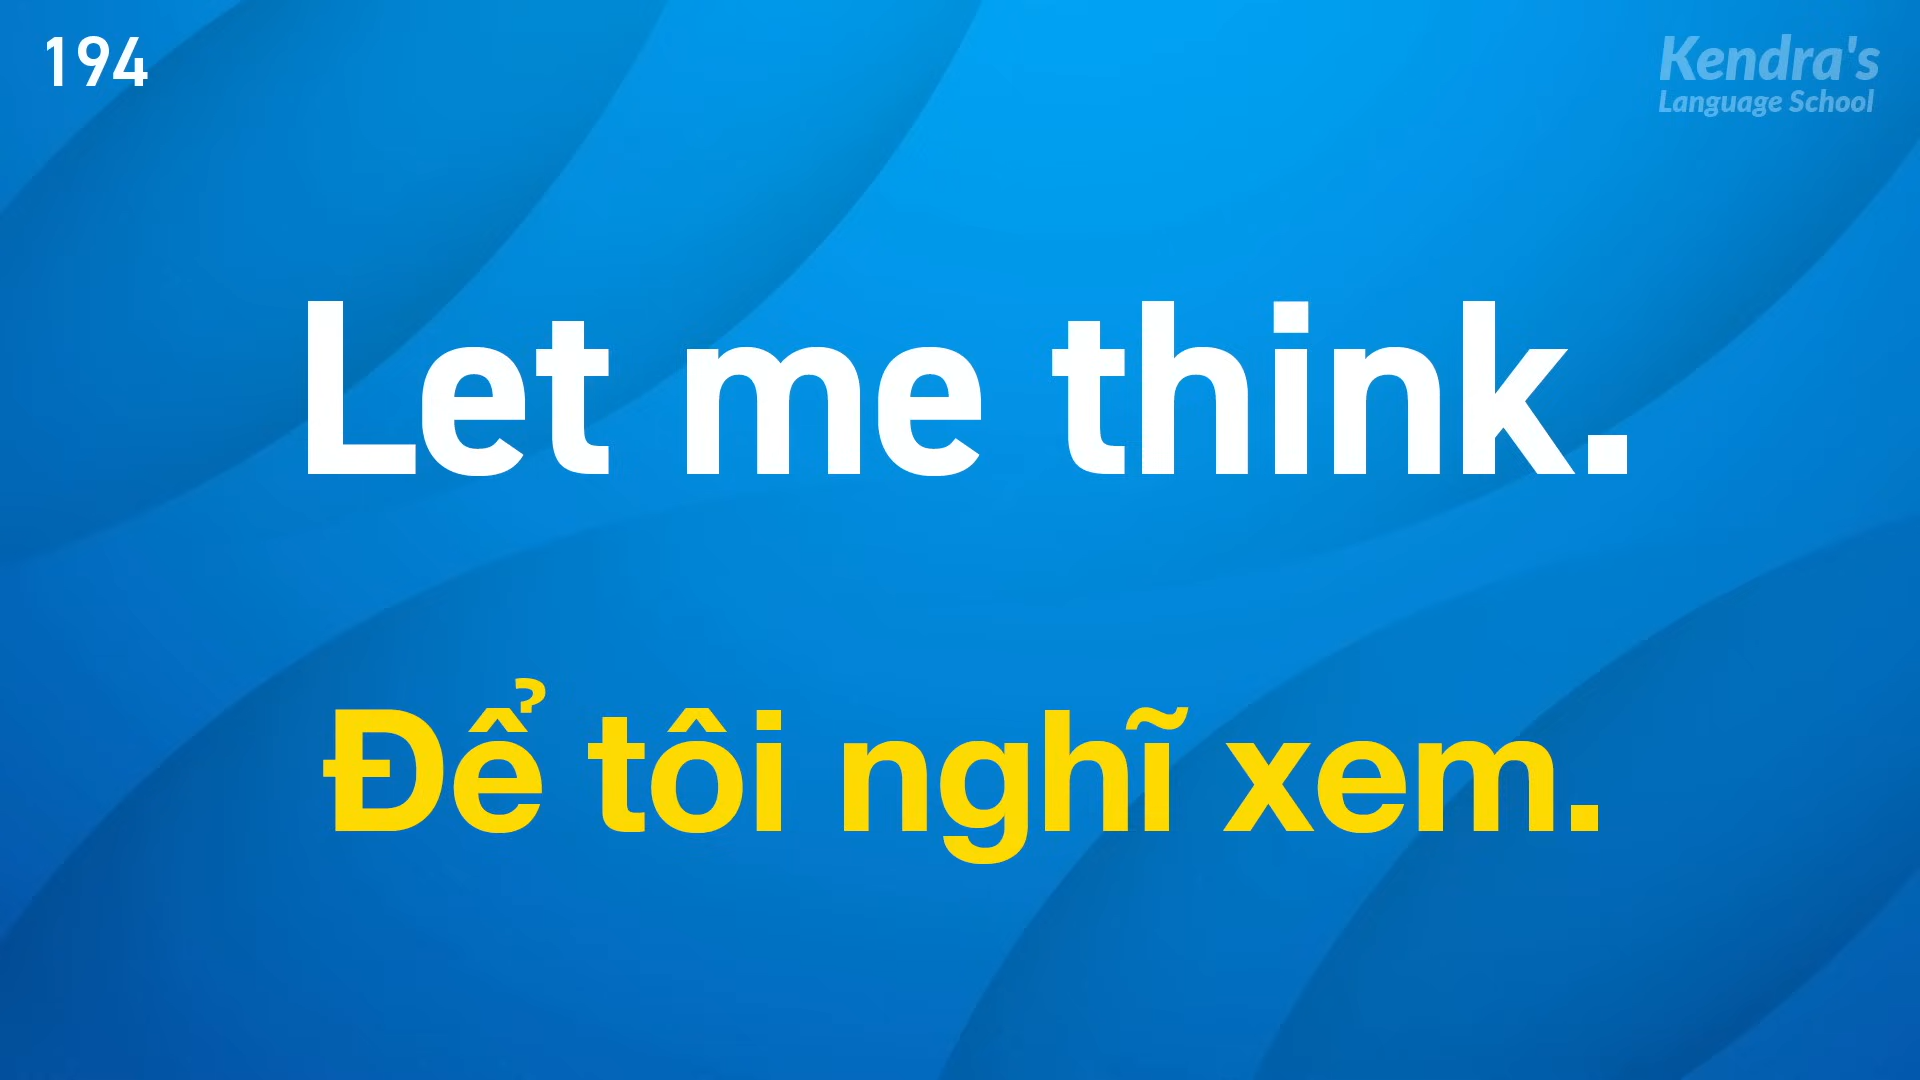 194
Kendra's
Language School
Let me think.
Để tôi nghĩ xem.